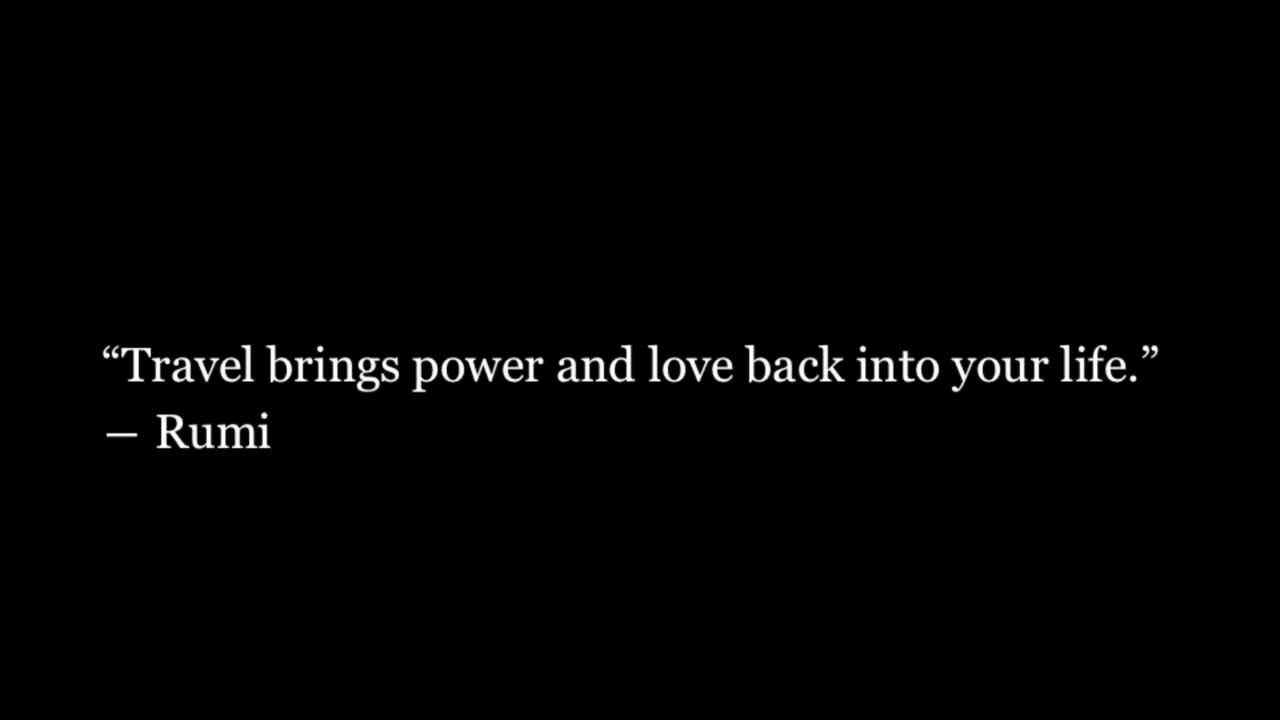 “Travel brings power and love back into your life.”
— Rumi